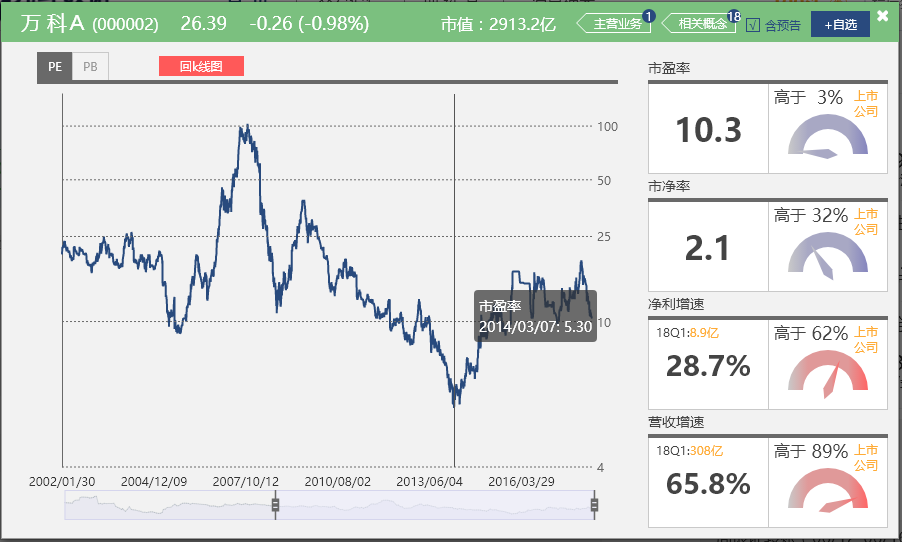 万 科 A (000002) 26.39 -0.26 (-0.98%) 市值：2913.2亿 主营业务 1 相关概念 18 含预告 +自选
PE PB 回k线图
100
50
25
10
4
市盈率
2014/03/07: 5.30
2002/01/30 2004/12/09 2007/10/12 2010/08/02 2013/06/04 2016/03/29
市盈率
10.3
高于 3% 上市公司
市净率
2.1
高于 32% 上市公司
净利增速
18Q1:8.9亿
28.7%
高于 62% 上市公司
营收增速
18Q1:308亿
65.8%
高于 89% 上市公司